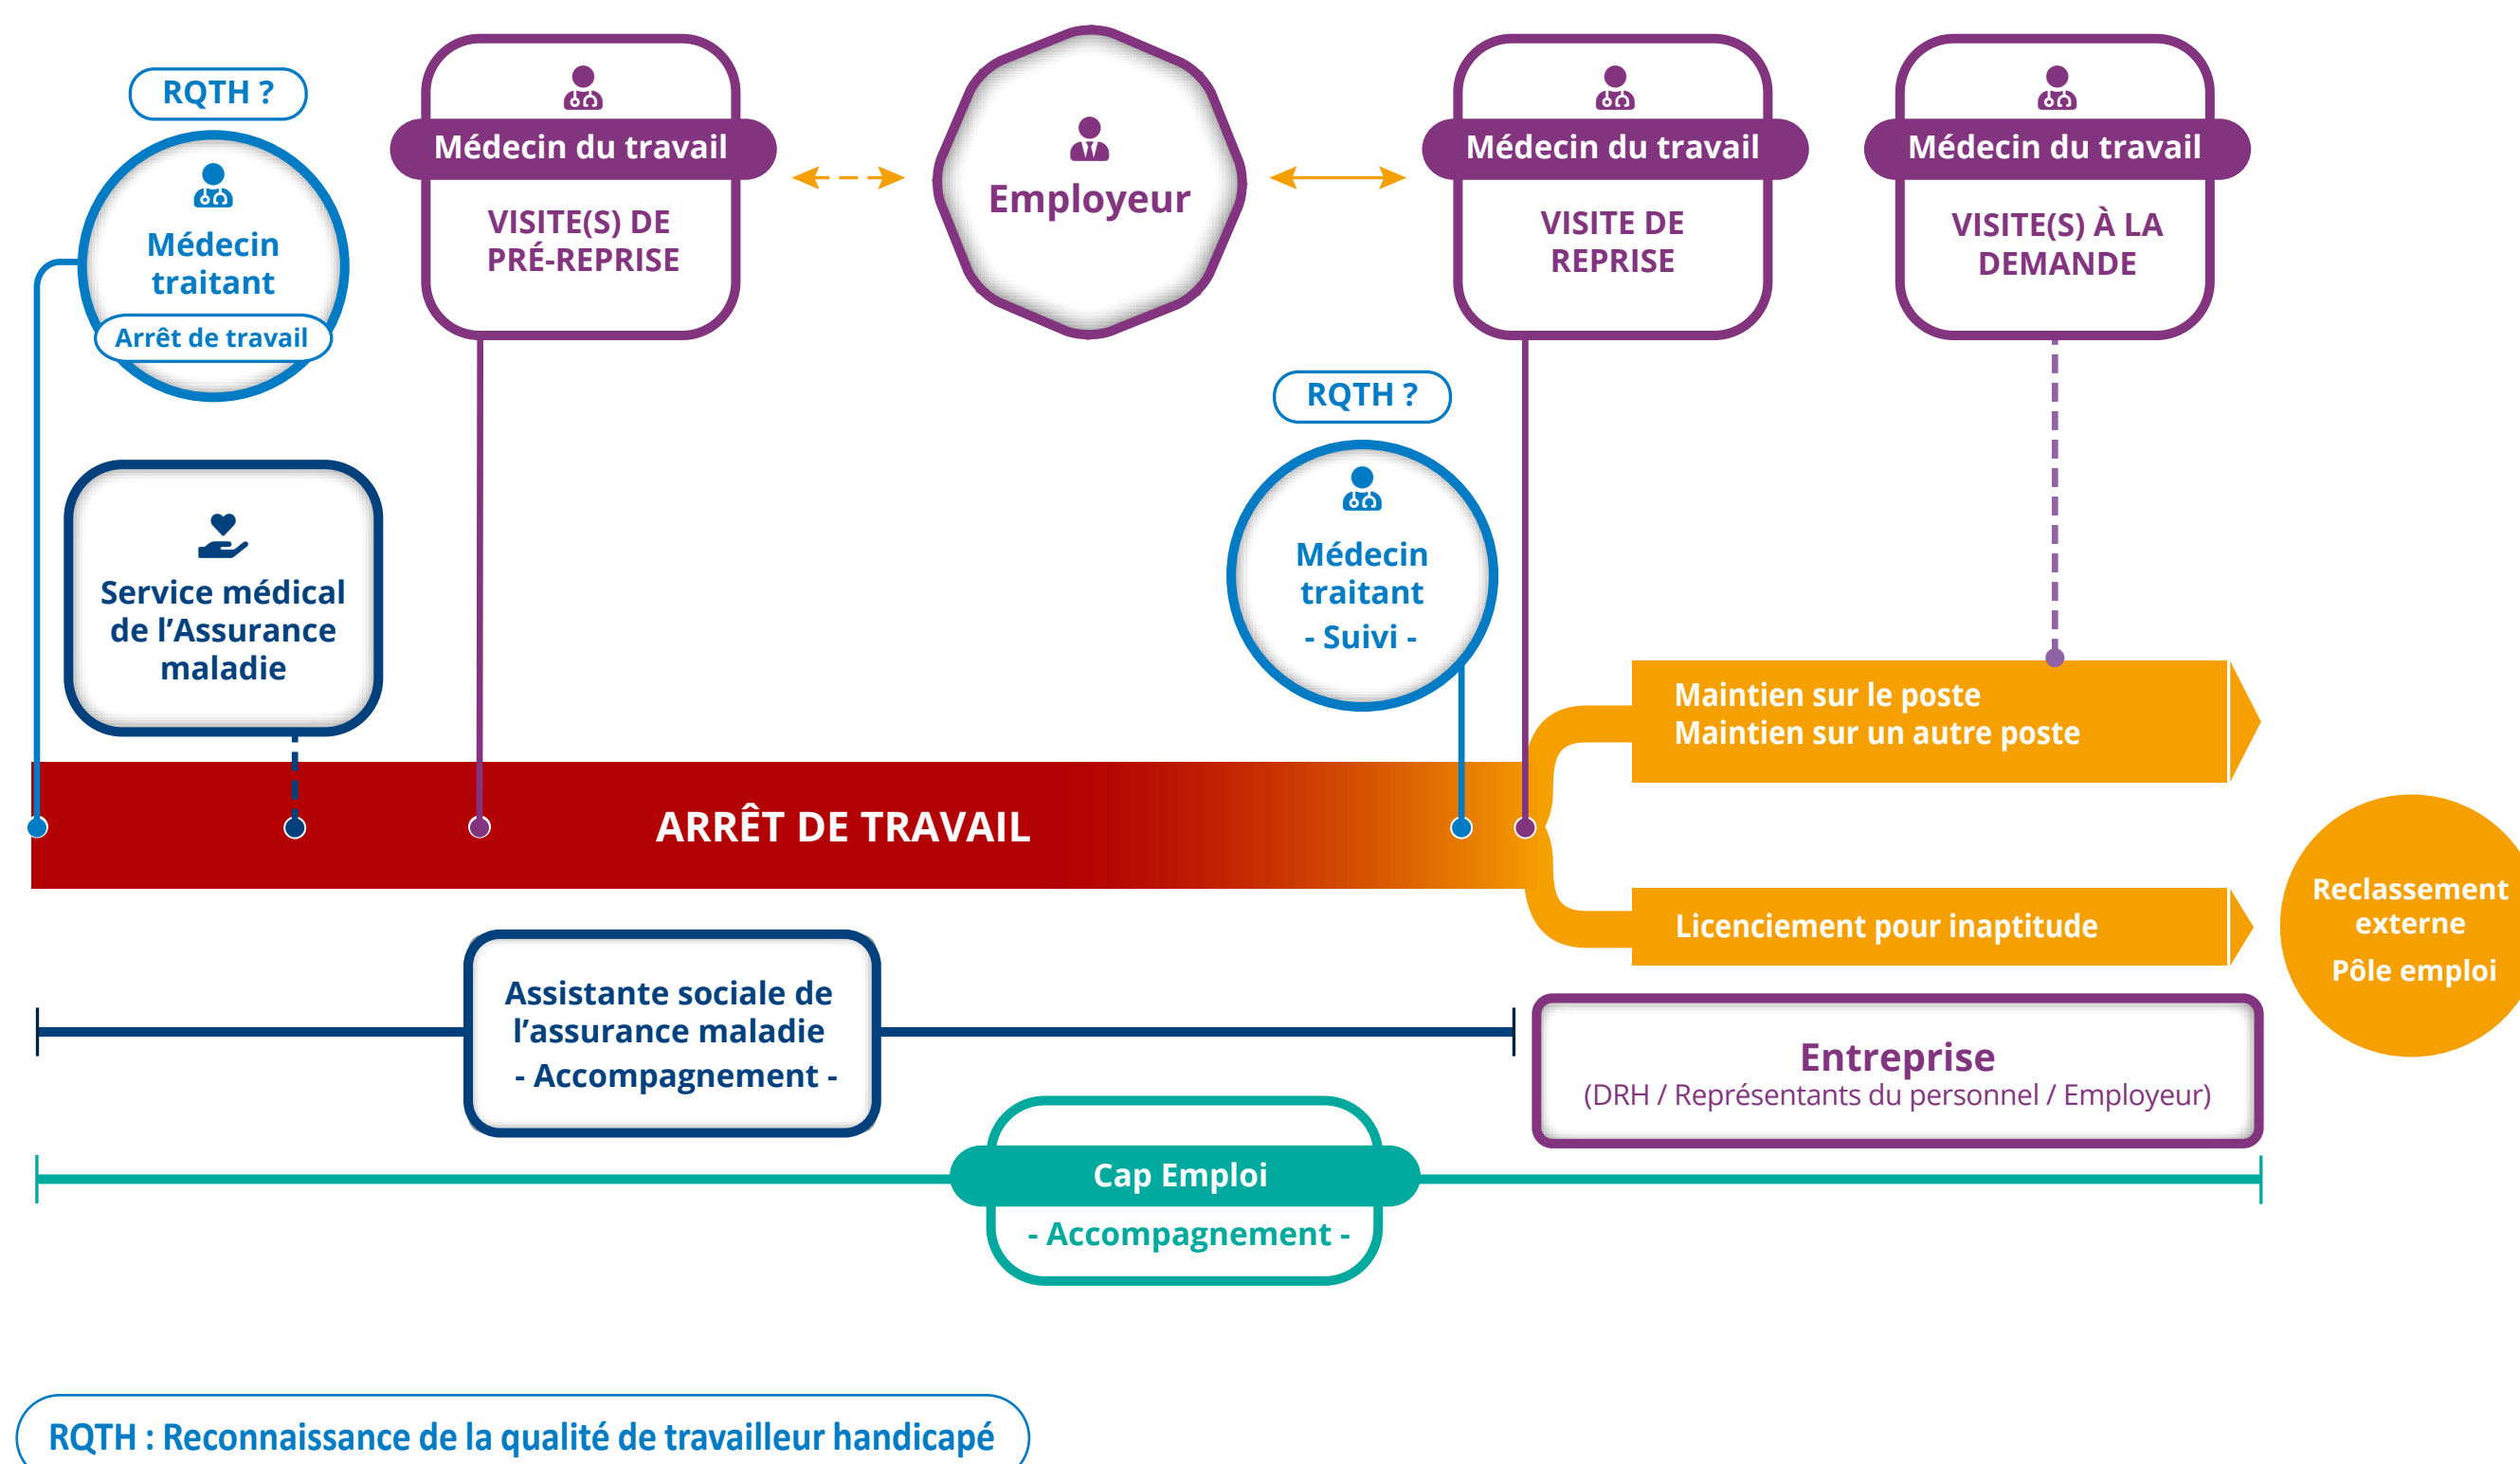 RQTH ?
Médecin
traitant
Arrêt de travail
Médecin du travail
VISITE(S) DE
PRÉ-REPRISE
Employeur
Médecin du travail
VISITE DE
REPRISE
Médecin du travail
VISITE(S) À LA
DEMANDE
RQTH ?
Médecin
traitant
- Suivi -
Service médical
de l’Assurance
maladie
Maintien sur le poste
Maintien sur un autre poste
ARRÊT DE TRAVAIL
Licenciement pour inaptitude
Reclassement
externe
Pôle emploi
Assistante sociale de
l’assurance maladie
- Accompagnement -
Entreprise
(DRH / Représentants du personnel / Employeur)
Cap Emploi
- Accompagnement -
RQTH : Reconnaissance de la qualité de travailleur handicapé